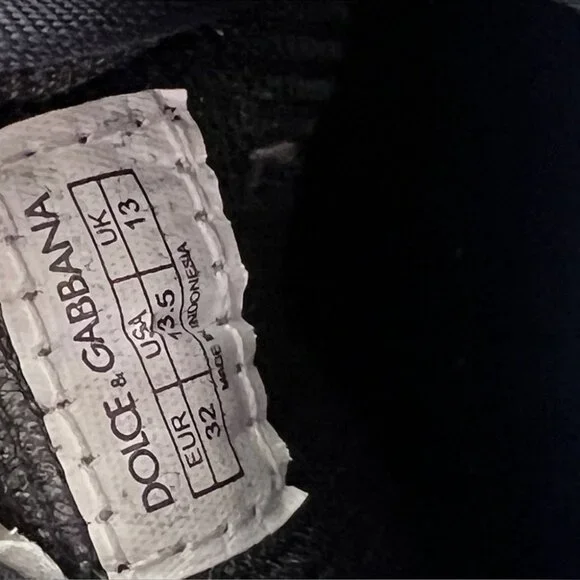 DOLCE & GABBANA
EUR USA UK
32 13.5 13
MADE IN INDONESIA